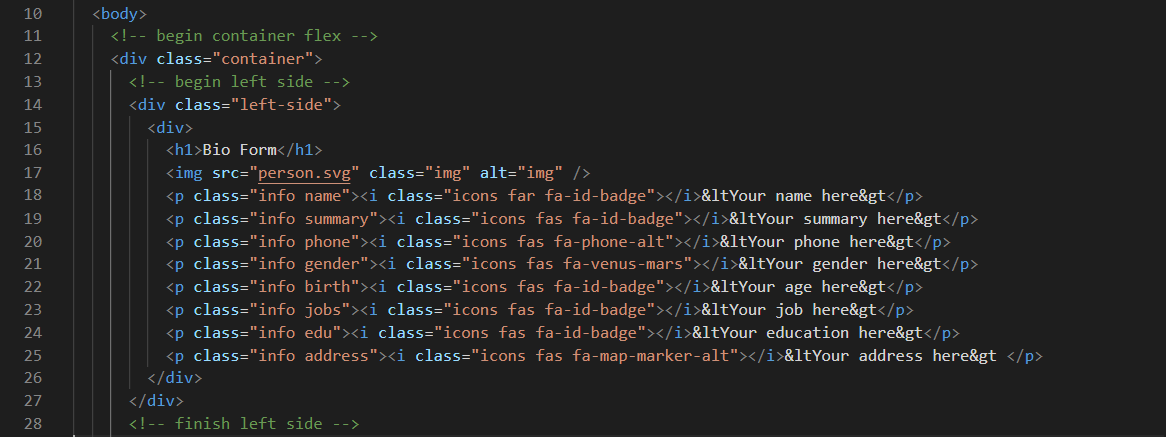 10 <body>
11 <!-- begin container flex -->
12 <div class="container">
13 <!-- begin left side -->
14 <div class="left-side">
15 <div>
16 <h1>Bio Form</h1>
17 <img src="person.svg" class="img" alt="img" />
18 <p class="info name"><i class="icons far fa-id-badge"></i>&ltYour name here&gt</p>
19 <p class="info summary"><i class="icons fas fa-id-badge"></i>&ltYour summary here&gt</p>
20 <p class="info phone"><i class="icons fas fa-phone-alt"></i>&ltYour phone here&gt</p>
21 <p class="info gender"><i class="icons fas fa-venus-mars"></i>&ltYour gender here&gt</p>
22 <p class="info birth"><i class="icons fas fa-id-badge"></i>&ltYour age here&gt</p>
23 <p class="info jobs"><i class="icons fas fa-id-badge"></i>&ltYour job here&gt</p>
24 <p class="info edu"><i class="icons fas fa-id-badge"></i>&ltYour education here&gt</p>
25 <p class="info address"><i class="icons fas fa-map-marker-alt"></i>&ltYour address here&gt </p>
26 </div>
27 </div>
28 <!-- finish left side -->